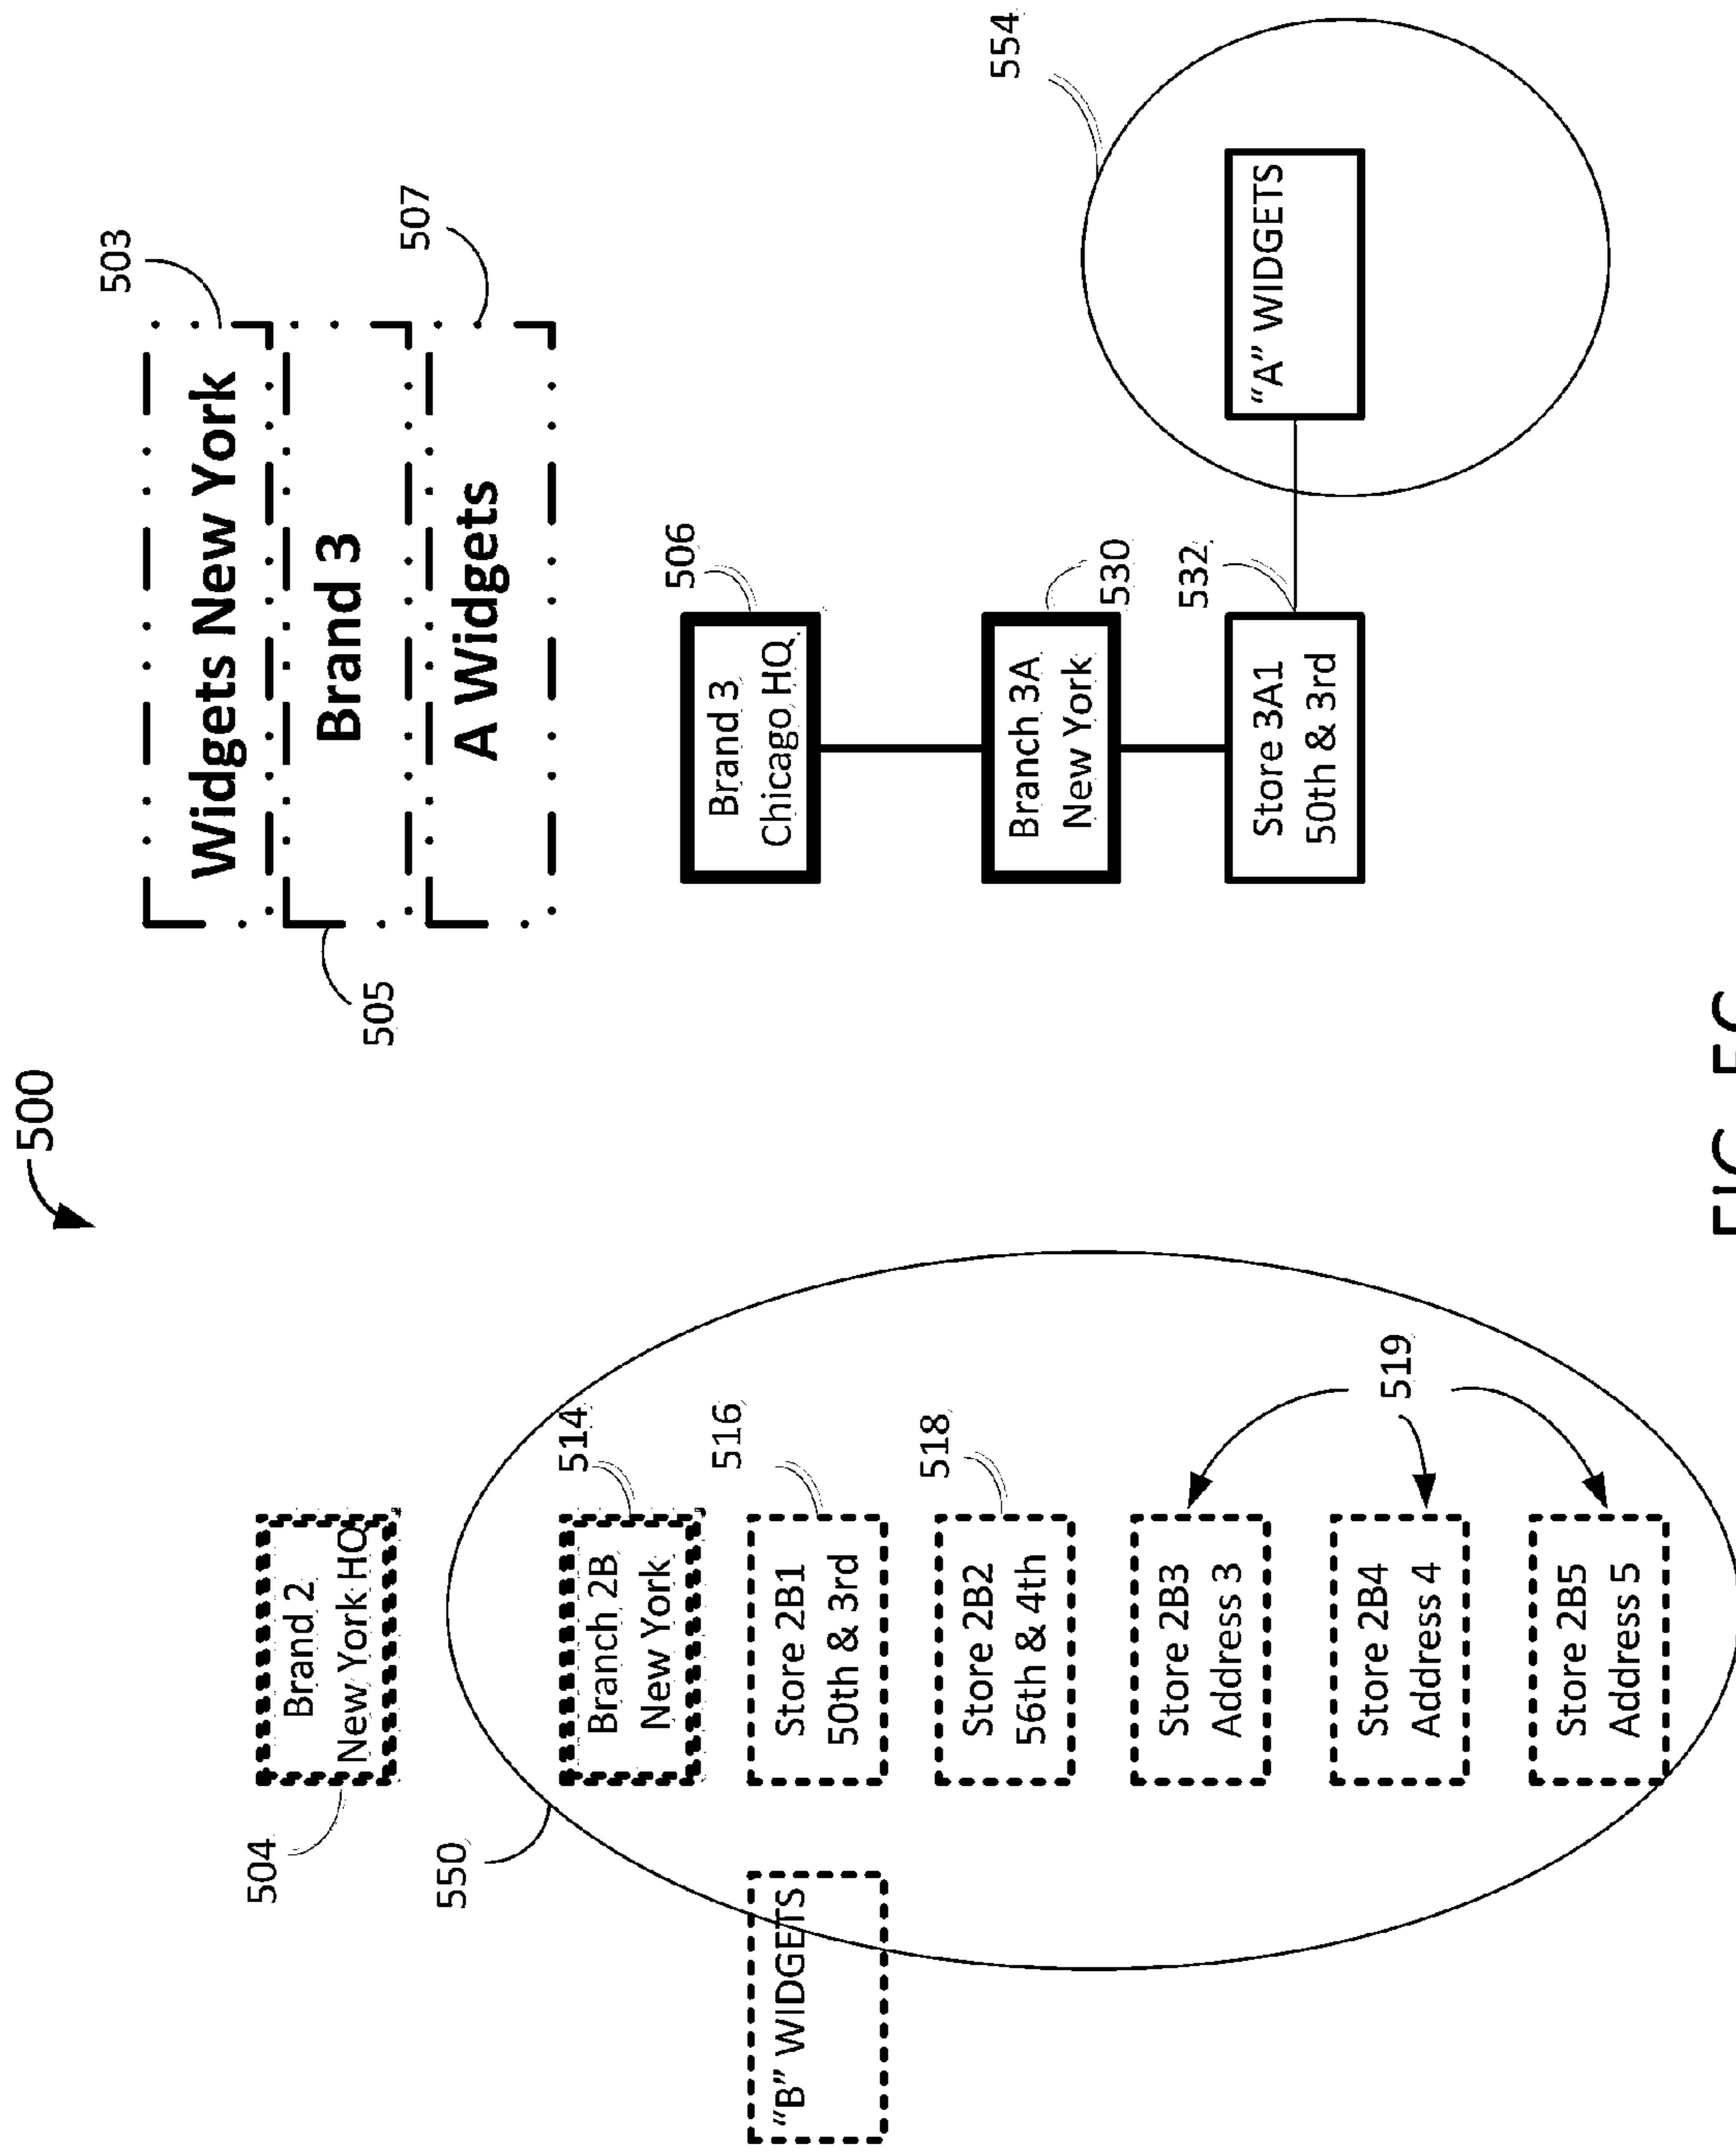 500
503
Widgets New York
505
Brand 3
507
A Widgets
504
Brand 2
New York HQ
506
Brand 3
Chicago HQ
550
514
Branch 2B
New York
530
Branch 3A
New York
"B" WIDGETS
516
Store 2B1
50th & 3rd
532
Store 3A1
50th & 3rd
554
"A" WIDGETS
518
Store 2B2
56th & 4th
Store 2B3
Address 3
519
Store 2B4
Address 4
Store 2B5
Address 5